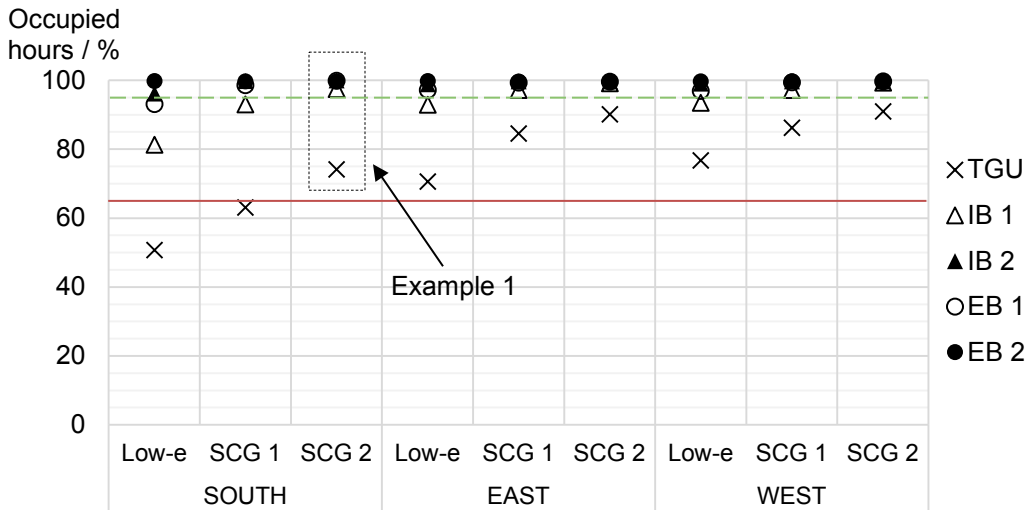 Occupied
hours / %
100
80
60
40
20
0
Example 1
TGU
IB 1
IB 2
EB 1
EB 2
Low-e SCG 1 SCG 2 Low-e SCG 1 SCG 2 Low-e SCG 1 SCG 2
SOUTH EAST WEST